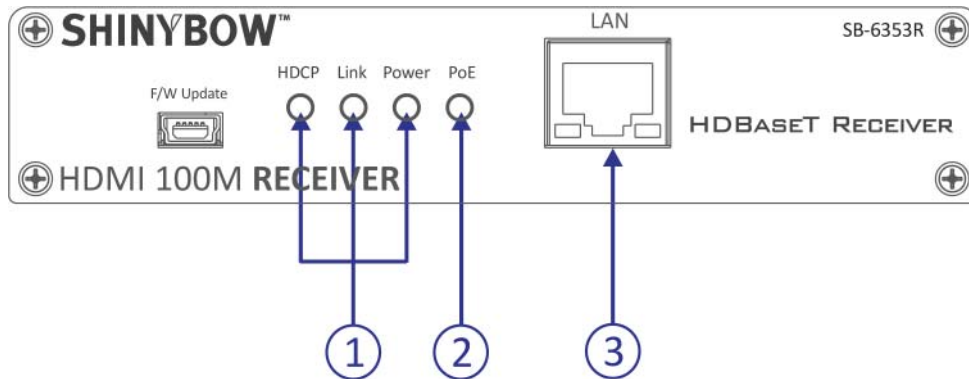 SHINYBOW™
LAN
SB-6353R
HDCP Link Power PoE
F/W Update
HDBaseT Receiver
HDMI 100M RECEIVER
1 2 3